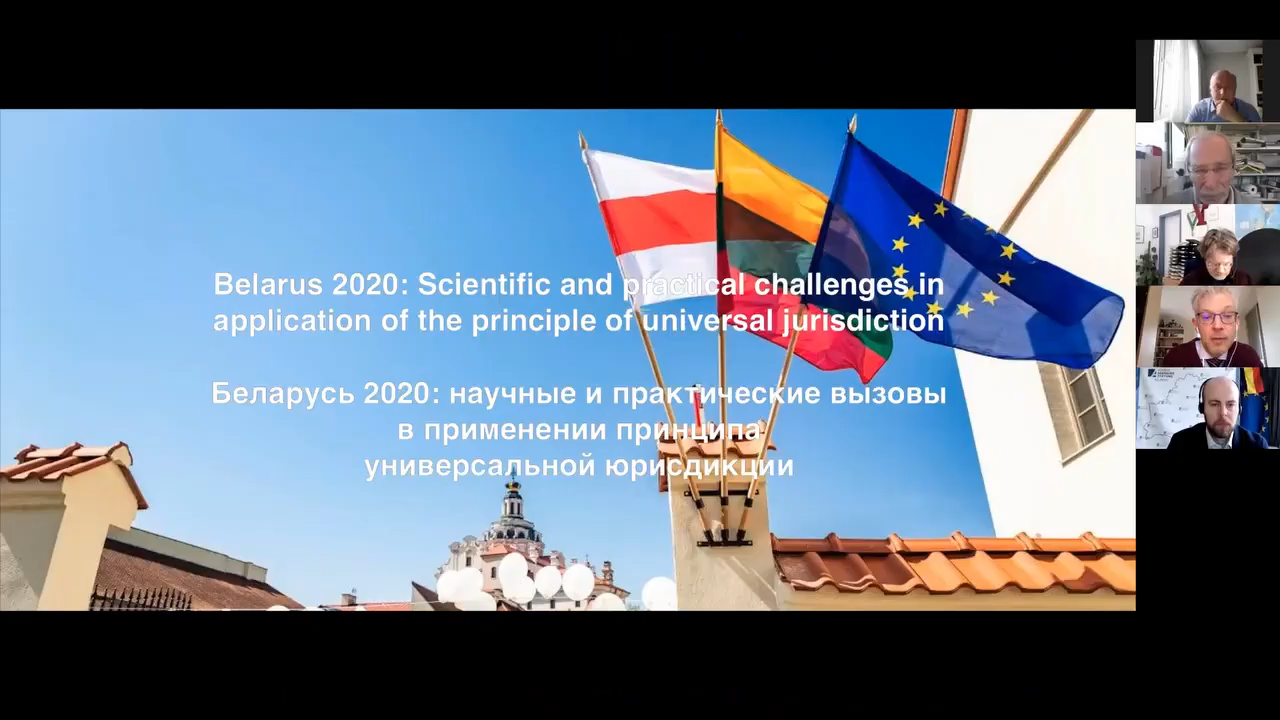 Belarus 2020: Scientific and practical challenges in
application of the principle of universal jurisdiction
Беларусь 2020: научные и практические вызовы
в применении принципа
универсальной юрисдикции